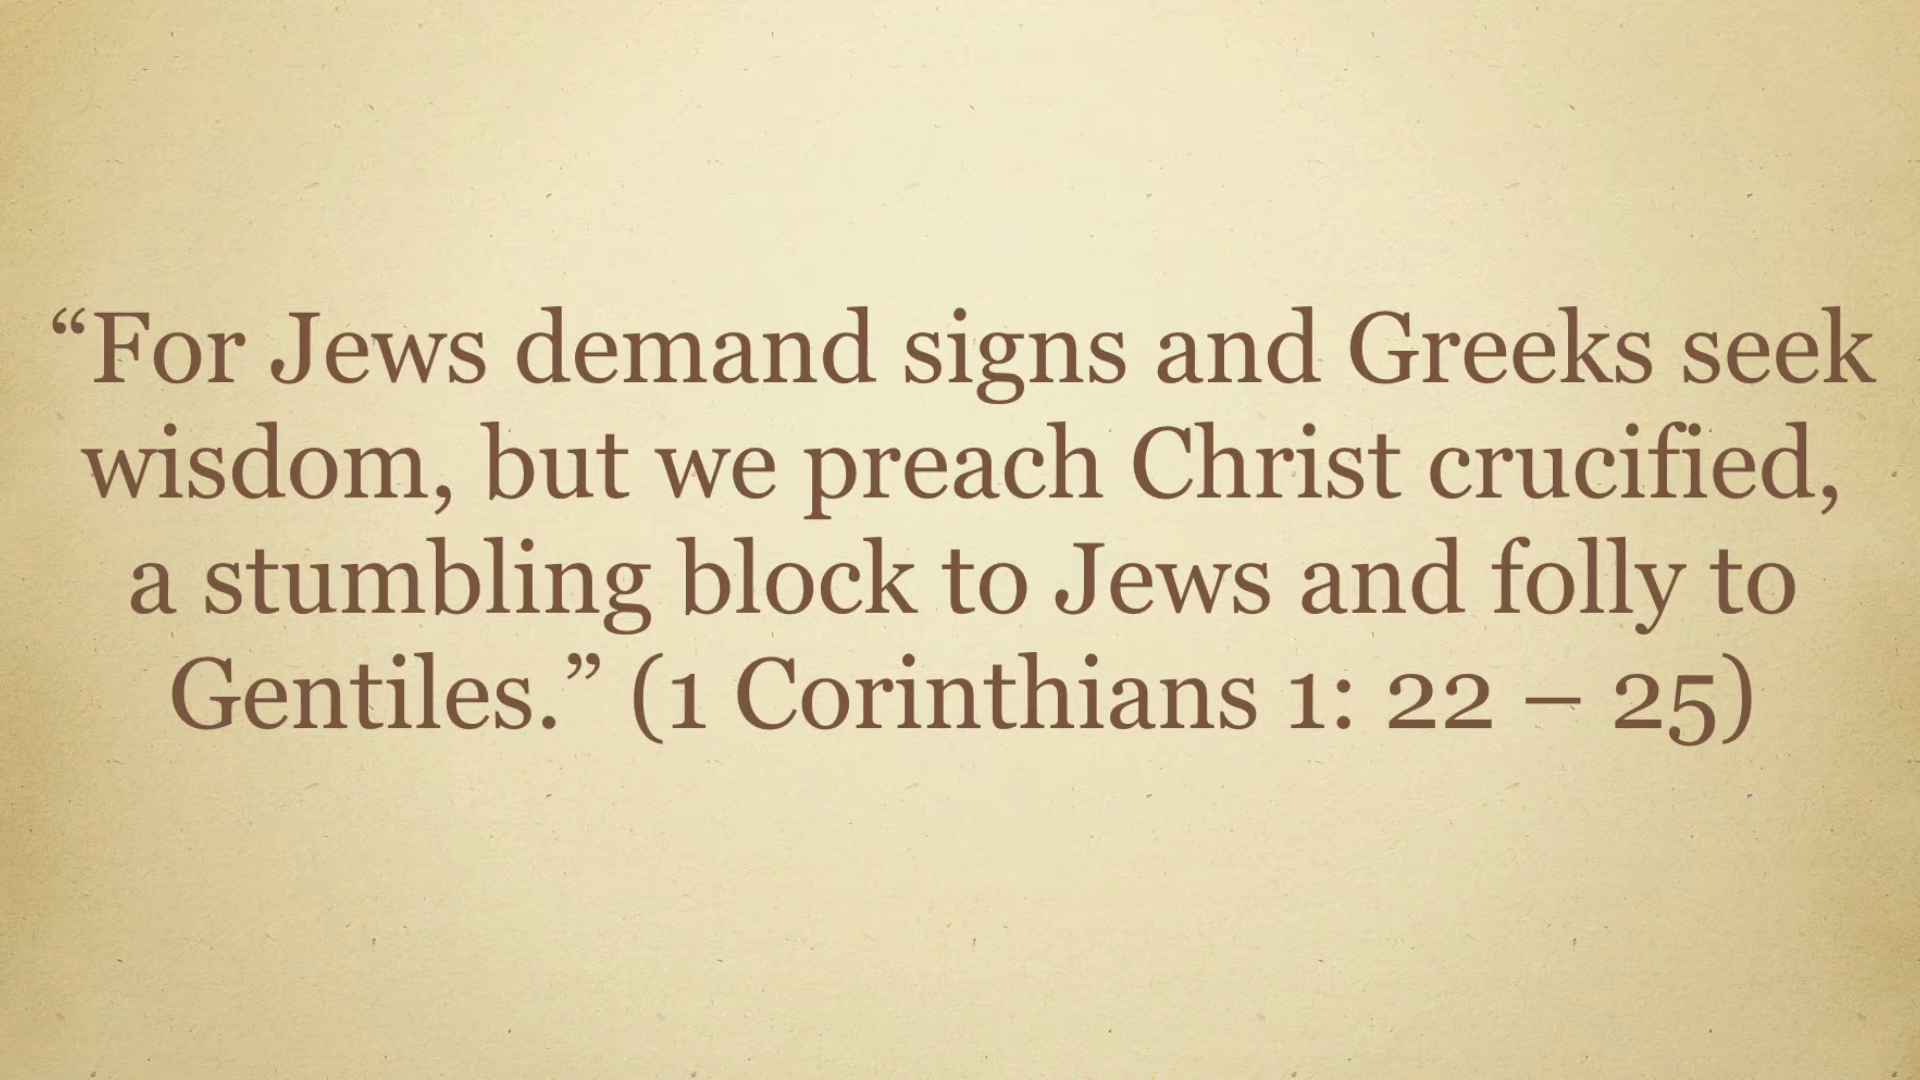 “For Jews demand signs and Greeks seek
wisdom, but we preach Christ crucified,
a stumbling block to Jews and folly to
Gentiles.” (1 Corinthians 1: 22 – 25)